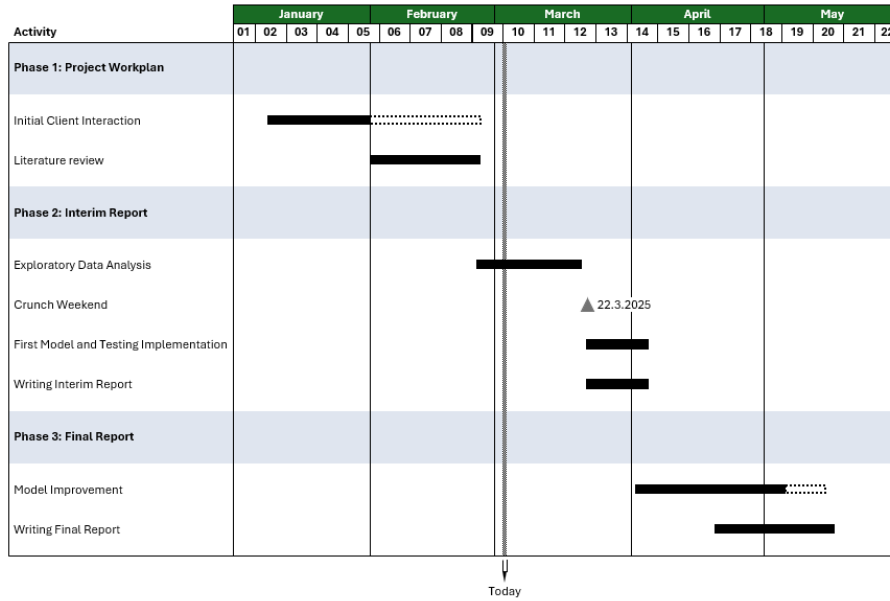 January February March April May
Activity 01 02 03 04 05 06 07 08 09 10 11 12 13 14 15 16 17 18 19 20 21 22
Phase 1: Project Workplan
Initial Client Interaction
Literature review
Phase 2: Interim Report
Exploratory Data Analysis
Crunch Weekend 22.3.2025
First Model and Testing Implementation
Writing Interim Report
Phase 3: Final Report
Model Improvement
Writing Final Report
Today